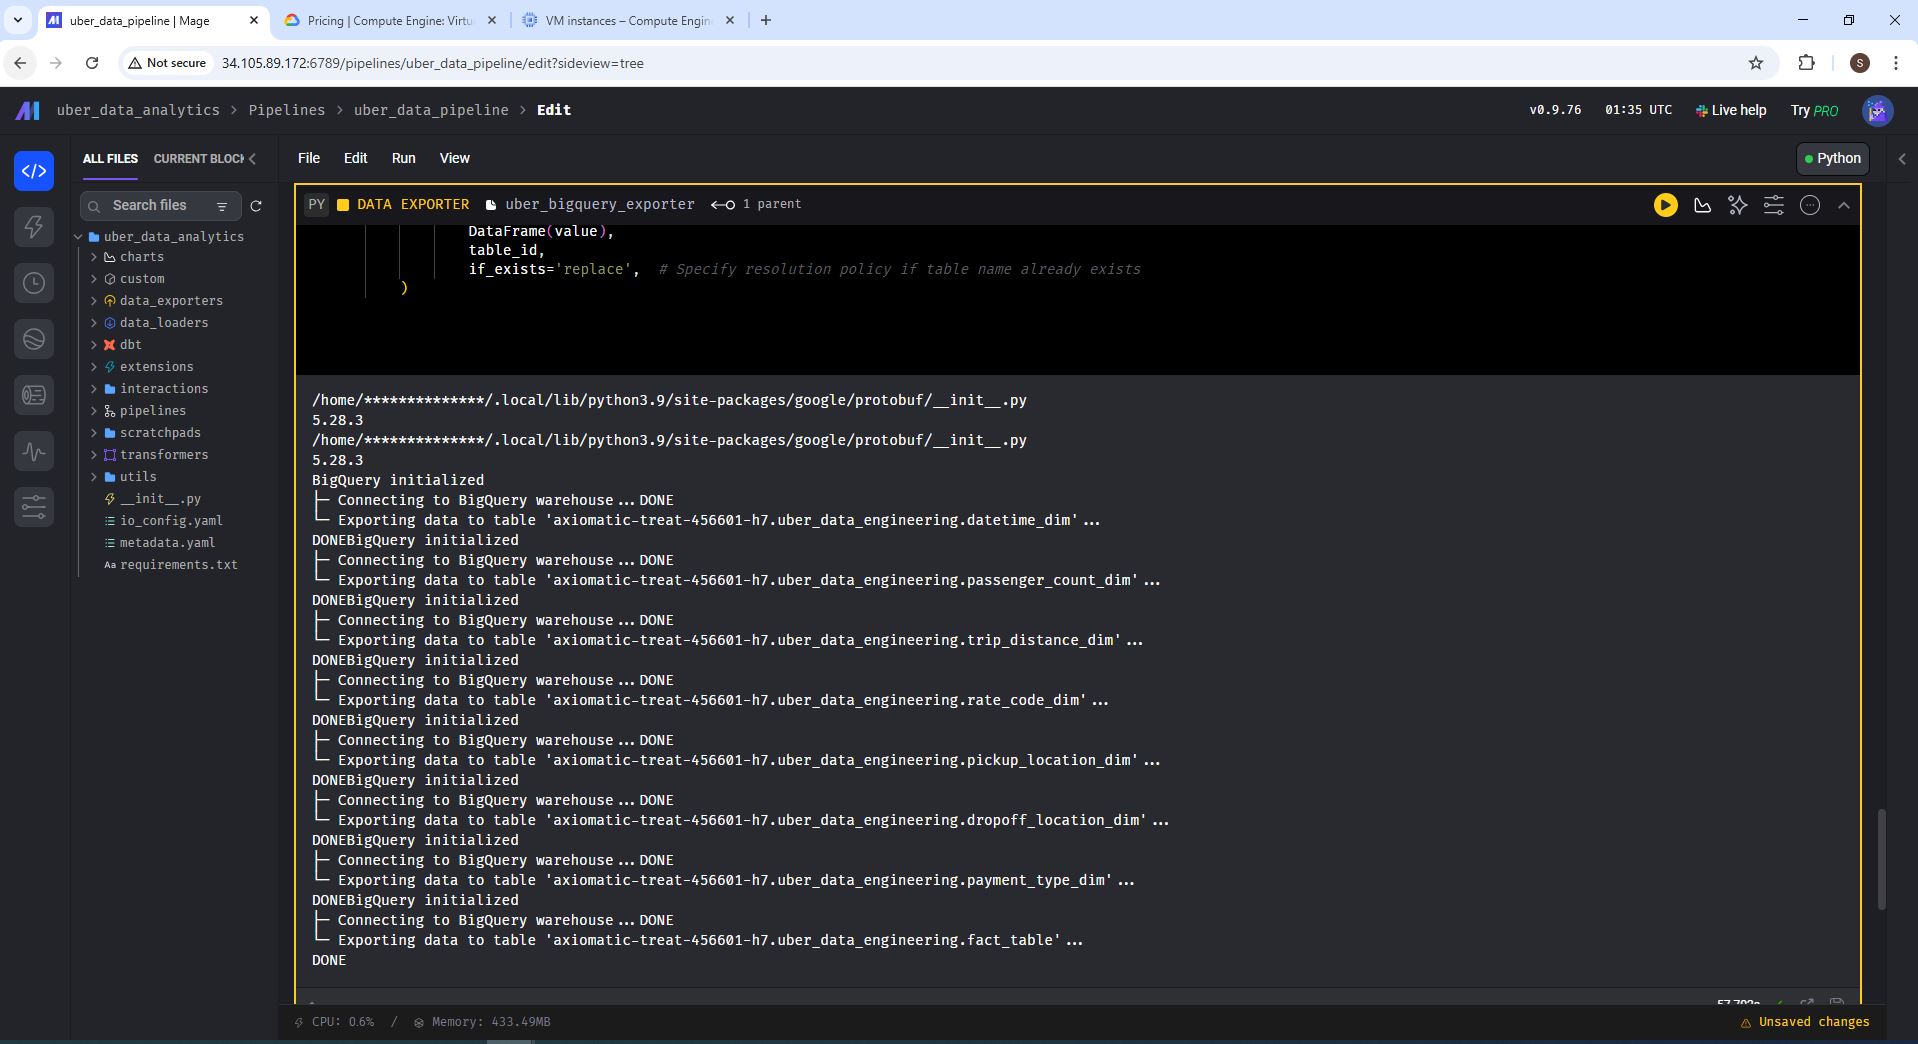 uber_data_pipeline | Mage
Pricing | Compute Engine: Virtu
VM instances – Compute Engin
Not secure
34.105.89.172:6789/pipelines/uber_data_pipeline/edit?sideview=tree
S
uber_data_analytics > Pipelines > uber_data_pipeline > Edit
v0.9.76
01:35 UTC
Live help
Try PRO
ALL FILES
CURRENT BLOCK
File
Edit
Run
View
Python
Search files
uber_data_analytics
charts
custom
data_exporters
data_loaders
dbt
extensions
interactions
pipelines
scratchpads
transformers
utils
__init__.py
io_config.yaml
metadata.yaml
Aa requirements.txt
PY DATA EXPORTER uber_bigquery_exporter 1 parent
DataFrame(value),
table_id,
if_exists='replace', # Specify resolution policy if table name already exists
)
/home/**************/.local/lib/python3.9/site-packages/google/protobuf/__init__.py
5.28.3
/home/**************/.local/lib/python3.9/site-packages/google/protobuf/__init__.py
5.28.3
BigQuery initialized
├─ Connecting to BigQuery warehouse...DONE
└─ Exporting data to table 'axiomatic-treat-456601-h7.uber_data_engineering.datetime_dim'...
DONEBigQuery initialized
├─ Connecting to BigQuery warehouse...DONE
└─ Exporting data to table 'axiomatic-treat-456601-h7.uber_data_engineering.passenger_count_dim'...
DONEBigQuery initialized
├─ Connecting to BigQuery warehouse...DONE
└─ Exporting data to table 'axiomatic-treat-456601-h7.uber_data_engineering.trip_distance_dim'...
DONEBigQuery initialized
├─ Connecting to BigQuery warehouse...DONE
└─ Exporting data to table 'axiomatic-treat-456601-h7.uber_data_engineering.rate_code_dim'...
DONEBigQuery initialized
├─ Connecting to BigQuery warehouse...DONE
└─ Exporting data to table 'axiomatic-treat-456601-h7.uber_data_engineering.pickup_location_dim'...
DONEBigQuery initialized
├─ Connecting to BigQuery warehouse...DONE
└─ Exporting data to table 'axiomatic-treat-456601-h7.uber_data_engineering.dropoff_location_dim'...
DONEBigQuery initialized
├─ Connecting to BigQuery warehouse...DONE
└─ Exporting data to table 'axiomatic-treat-456601-h7.uber_data_engineering.payment_type_dim'...
DONEBigQuery initialized
├─ Connecting to BigQuery warehouse...DONE
└─ Exporting data to table 'axiomatic-treat-456601-h7.uber_data_engineering.fact_table'...
DONE
CPU: 0.6% / Memory: 433.49MB
Unsaved changes